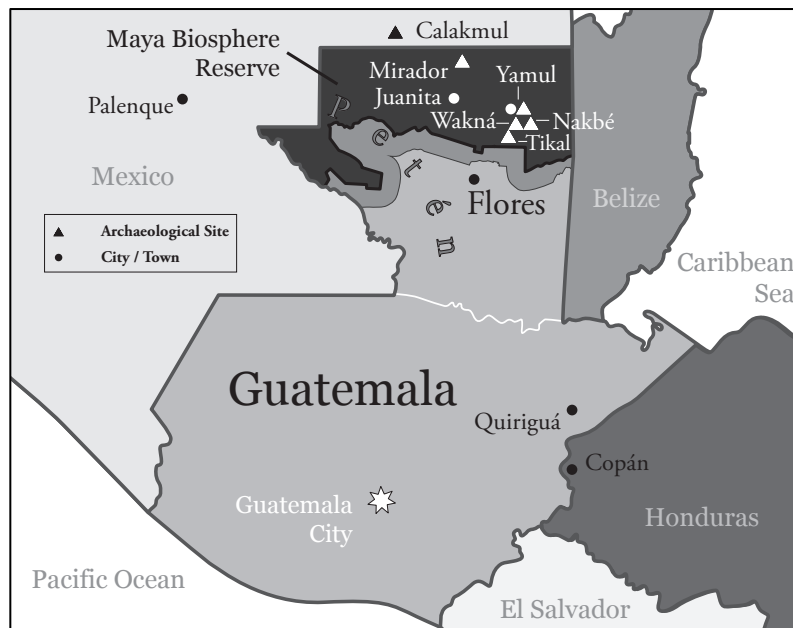 Calakmul
Maya Biosphere
Reserve
Mirador
Yamul
Juanita
Palenque
Wakná
Nakbé
Tikal
Petén
Mexico
Flores
Belize
Archaeological Site
City / Town
Caribbean
Sea
Guatemala
Quiriguá
Copán
Guatemala
City
Honduras
Pacific Ocean
El Salvador